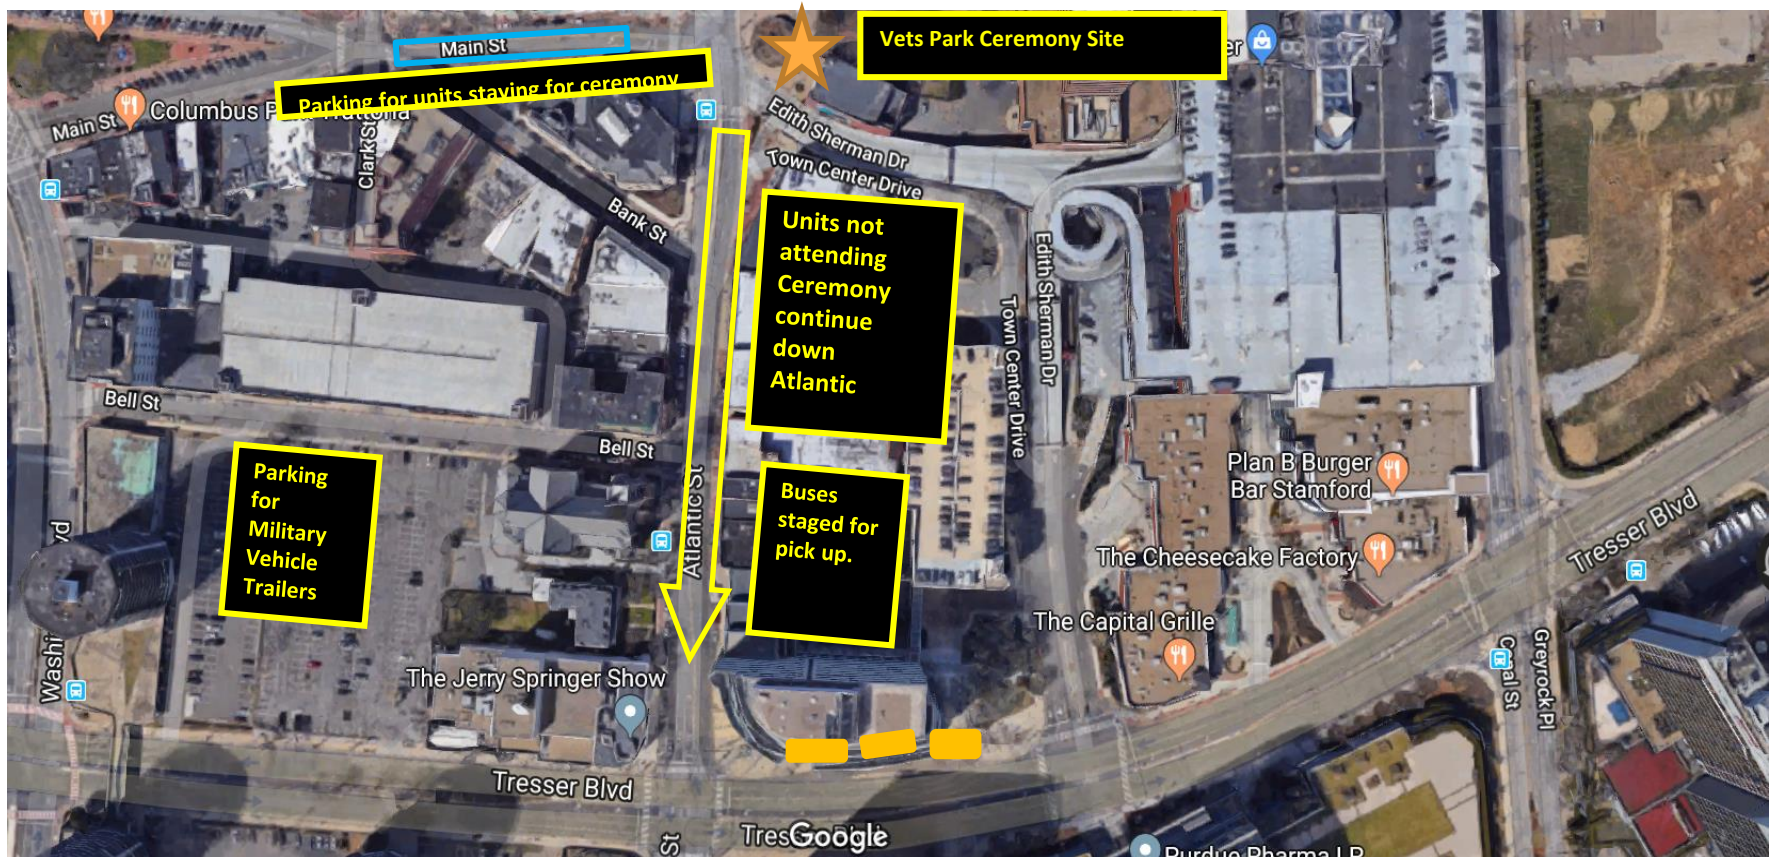 Main St
Vets Park Ceremony Site
er
Parking for units staying for ceremony
Columbus P
Main St
Clark St
Edith Sherman Dr
Town Center Drive
Bank St
Units not
attending
Ceremony
continue
down
Atlantic
Edith Sherman Dr
Town Center Drive
Bell St
Bell St
Parking
for
Military
Vehicle
Trailers
Atlantic St
Buses
staged for
pick up.
Plan B Burger
Bar Stamford
The Cheesecake Factory
Tresser Blvd
The Capital Grille
Washi
vd
The Jerry Springer Show
Greyrock Pl
Tresser Blvd
St
Google
Purdue Pharma LP